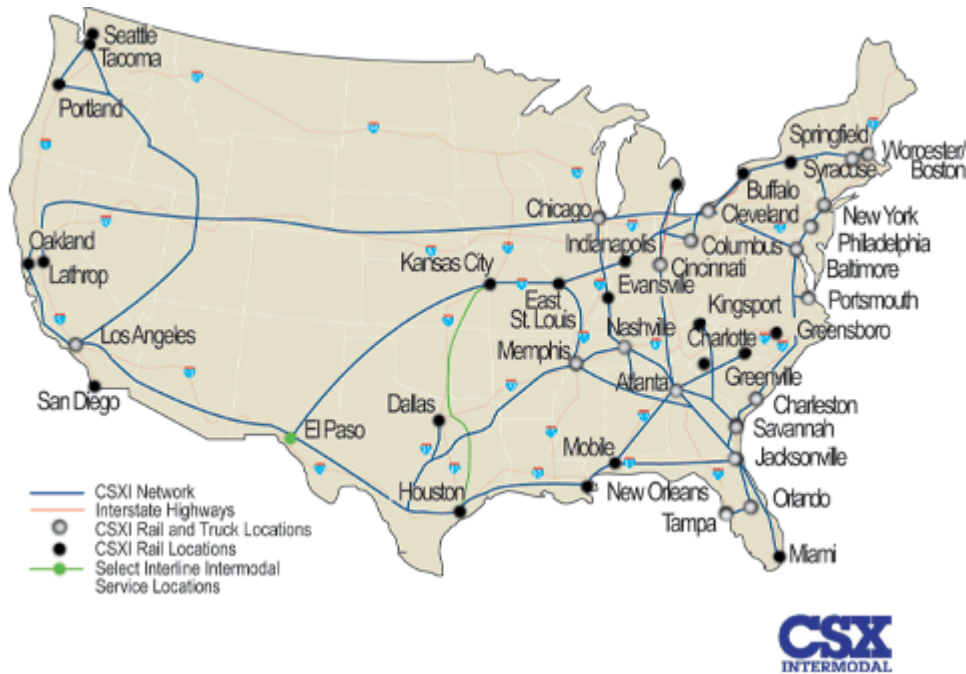 Seattle
Tacoma
Portland
Oakland
Lathrop
Los Angeles
San Diego
El Paso
Kansas City
Dallas
Houston
East
St. Louis
Memphis
Chicago
Indianapolis
Evansville
Nashville
Atlanta
Mobile
New Orleans
Tampa
Springfield
Worcester/
Boston
Syracuse
Buffalo
Cleveland
New York
Columbus
Philadelphia
Cincinnati
Baltimore
Kingsport
Portsmouth
Charlotte
Greensboro
Greenville
Charleston
Savannah
Jacksonville
Orlando
Miami
CSXI Network
Interstate Highways
CSXI Rail and Truck Locations
CSXI Rail Locations
Select Interline Intermodal
Service Locations
CSX
INTERMODAL